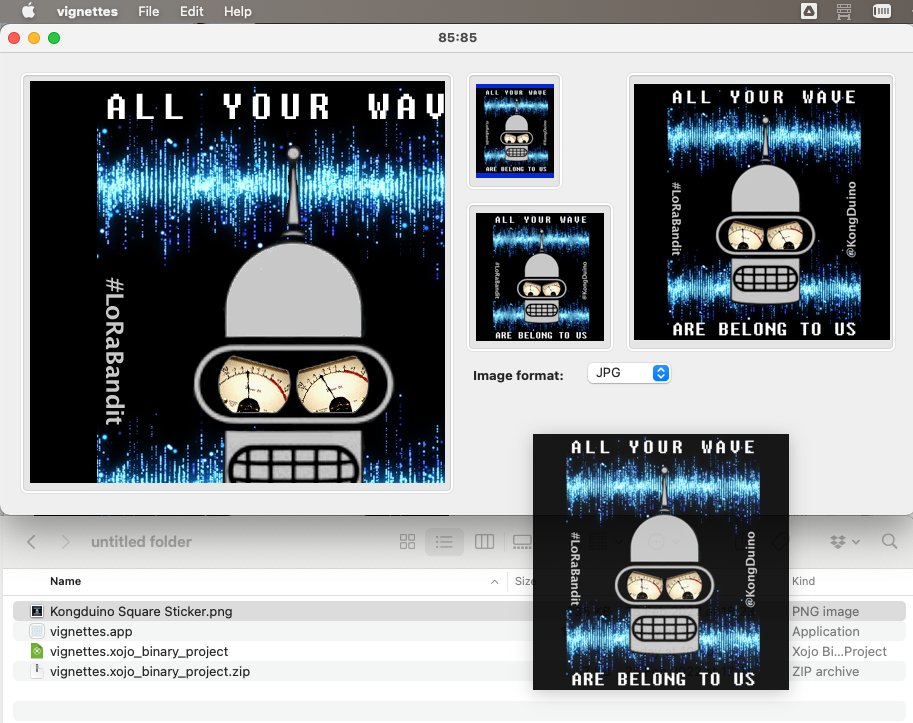 vignettes File Edit Help
85:85
ALL YOUR WAV
#LoRaBandit
ALL YOUR WAVE
#LoRaBandit
@KongDuino
ARE BELONG TO US
ALL YOUR WAVE
#LoRaBandit
@KongDuino
ARE BELONG TO US
ALL YOUR WAVE
#LoRaBandit
@KongDuino
ARE BELONG TO US
Image format: JPG
ALL YOUR WAVE
#LoRaBandit
@KongDuino
ARE BELONG TO US
untitled folder
Name Size Kind
Kongduino Square Sticker.png PNG image
vignettes.app Application
vignettes.xojo_binary_project Xojo Bi...Project
vignettes.xojo_binary_project.zip ZIP archive